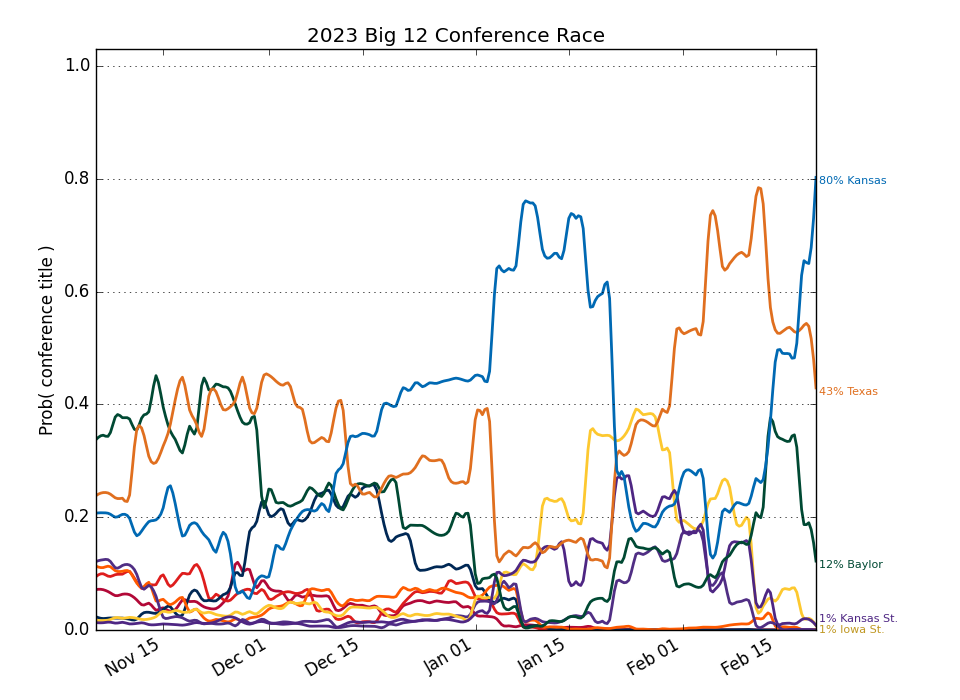 2023 Big 12 Conference Race
Prob( conference title )
1.0
0.8
0.6
0.4
0.2
0.0
Nov 15
Dec 01
Dec 15
Jan 01
Jan 15
Feb 01
Feb 15
80% Kansas
43% Texas
12% Baylor
1% Kansas St.
1% Iowa St.